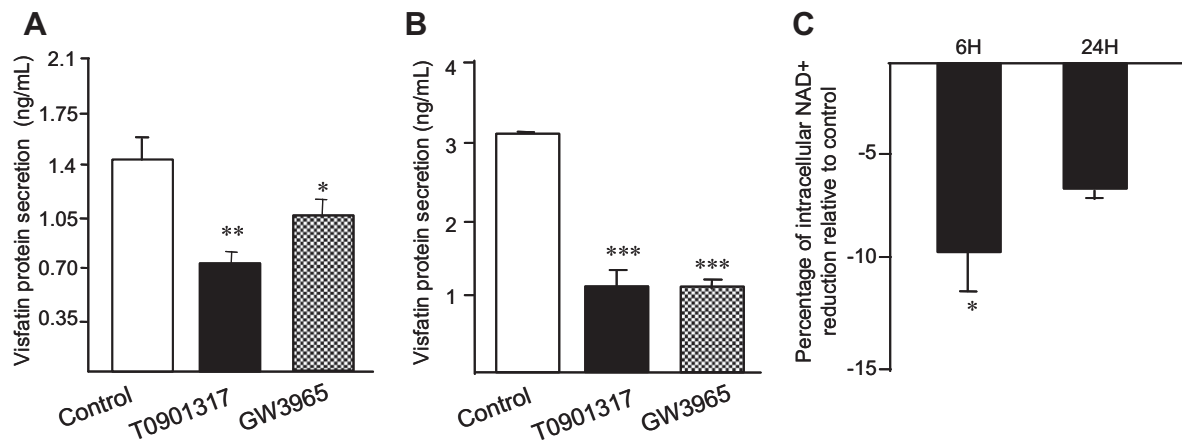 A
Visfatin protein secretion (ng/mL)
2.1
1.75
1.4
1.05
0.70
0.35
**
*
Control
T0901317
GW3965
B
Visfatin protein secretion (ng/mL)
4
3
2
1
***
***
Control
T0901317
GW3965
C
Percentage of intracellular NAD+
reduction relative to control
6H
24H
-5
-10
-15
*